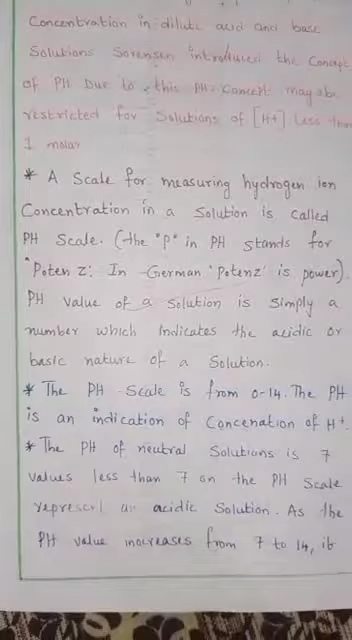 Concentration in dilute acid and base
Solutions Sorensen introduced the Concept
of PH Due to this PH Concept may be
restricted for Solutions of [H+] less than
1 molar
* A Scale for measuring hydrogen ion
Concentration in a Solution is called
PH Scale. (the "P" in PH stands for
"Poten z: In German 'Potenz' is power).
PH value of a solution is simply a
number which indicates the acidic or
basic nature of a Solution.
* The PH Scale is from 0-14. The PH
is an indication of Concenation of H+.
* The PH of neutral Solutions is 7
values less than 7 on the PH Scale
represent an acidic Solution. As the
PH value increases from 7 to 14, it